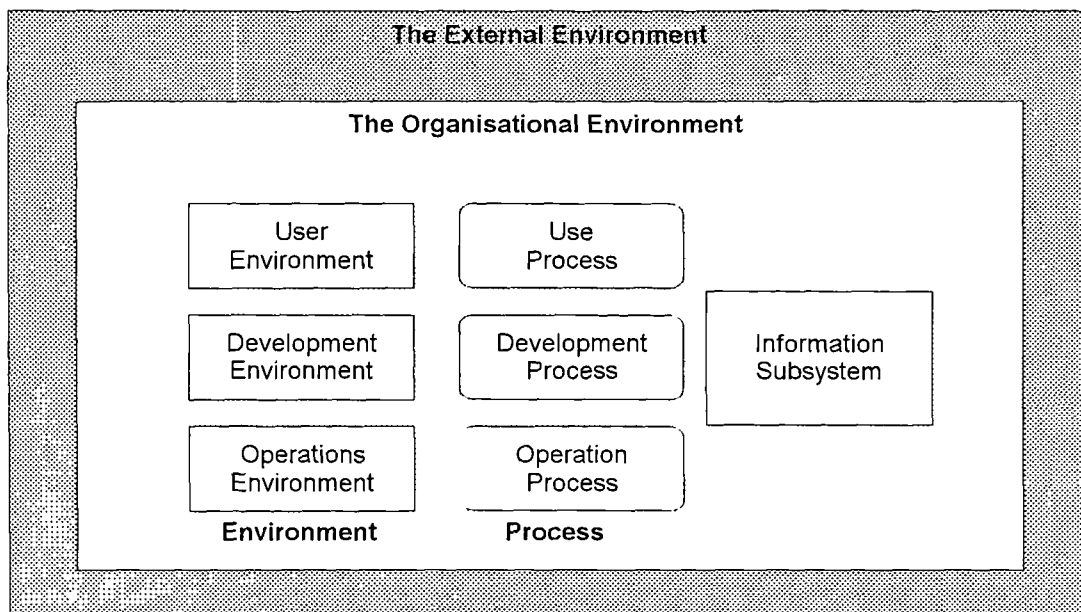 The External Environment
The Organisational Environment
User
Environment
Use
Process
Development
Environment
Development
Process
Information
Subsystem
Operations
Environment
Operation
Process
Environment
Process